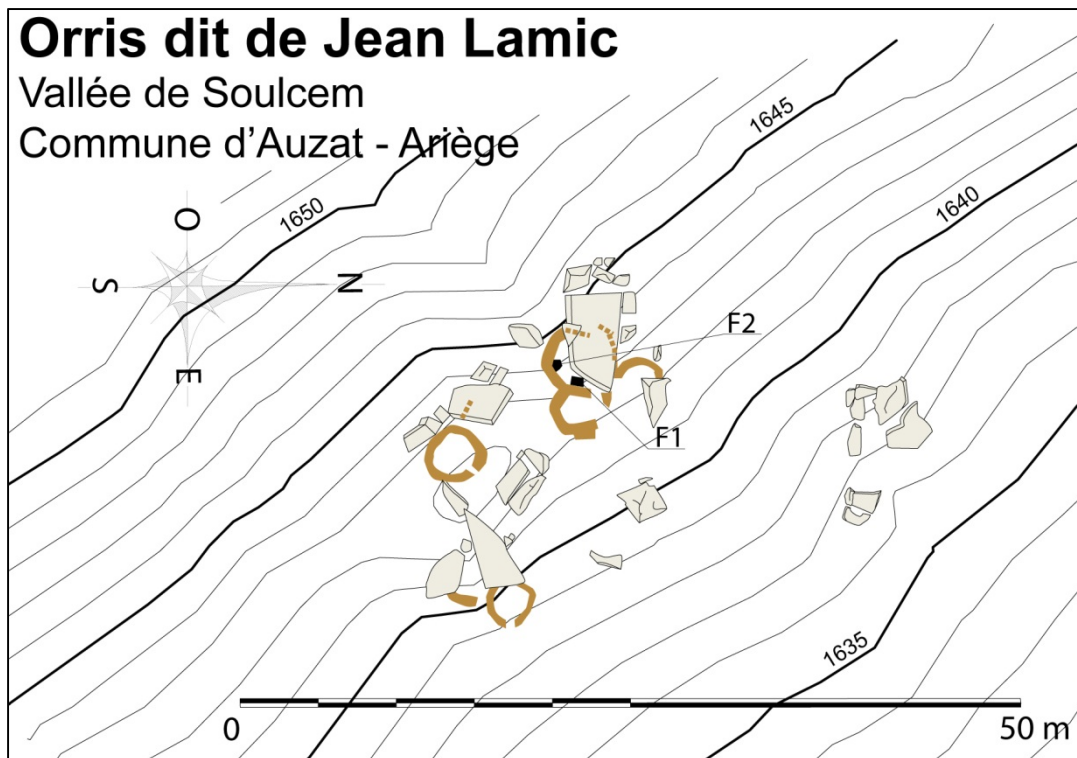 Orris dit de Jean Lamic
Vallée de Soulcem
Commune d'Auzat - Ariège
1645
1650
1640
O
S
N
E
F2
F1
1635
0
50 m